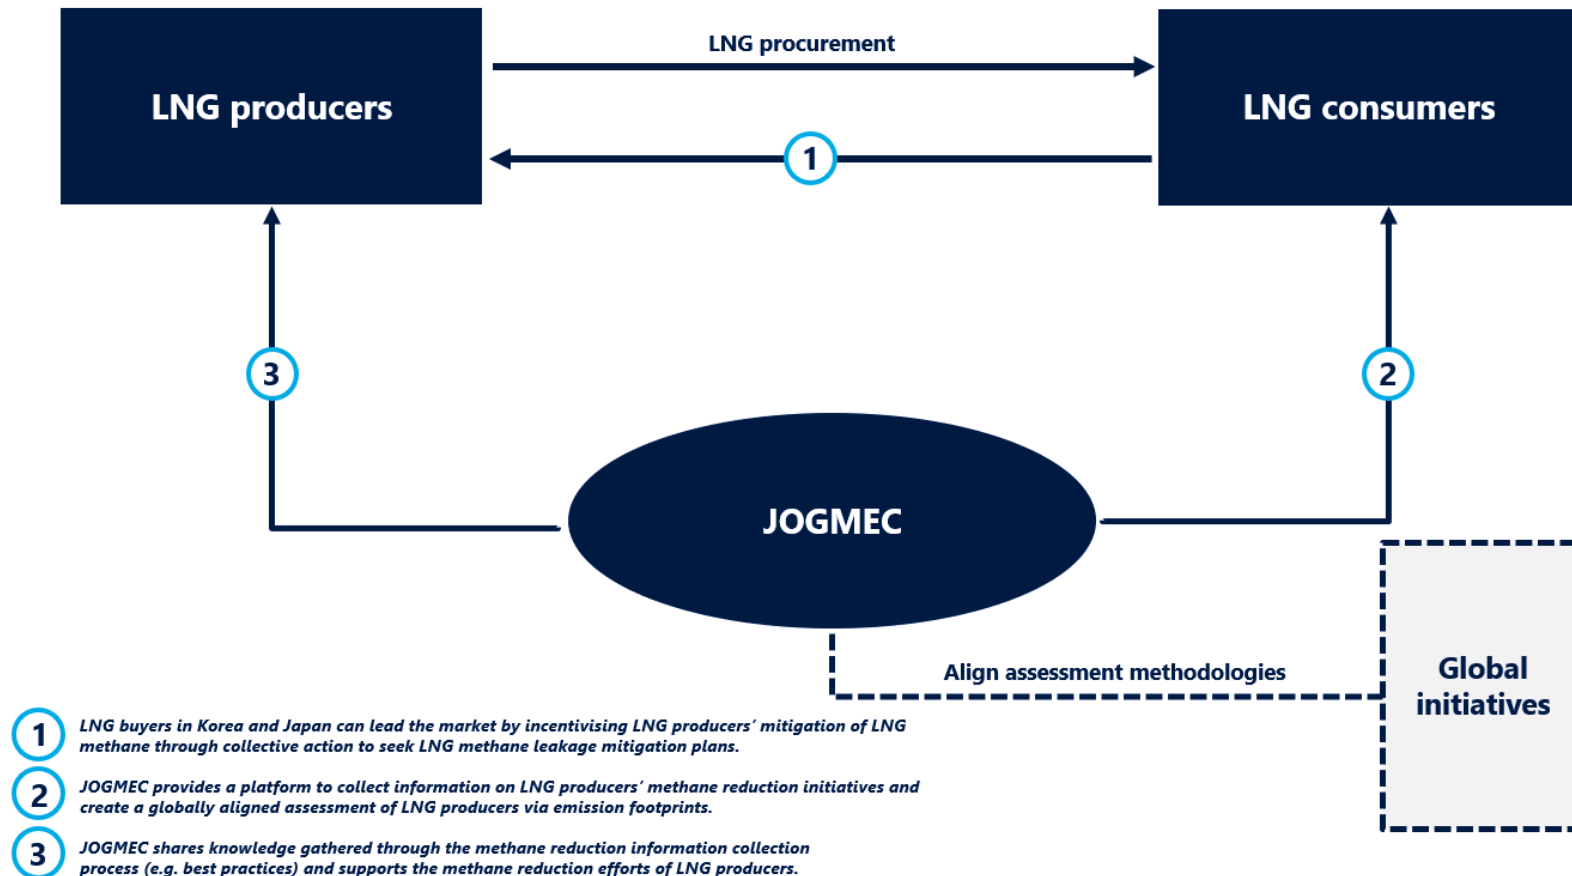 LNG procurement
LNG producers
LNG consumers
1
3
2
JOGMEC
Align assessment methodologies
Global
initiatives
1
LNG buyers in Korea and Japan can lead the market by incentivising LNG producers’ mitigation of LNG
methane through collective action to seek LNG methane leakage mitigation plans.
2
JOGMEC provides a platform to collect information on LNG producers’ methane reduction initiatives and
create a globally aligned assessment of LNG producers via emission footprints.
3
JOGMEC shares knowledge gathered through the methane reduction information collection
process (e.g. best practices) and supports the methane reduction efforts of LNG producers.